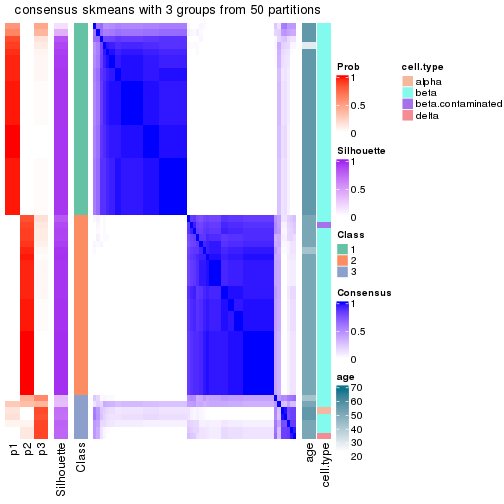 consensus skmeans with 3 groups from 50 partitions
Prob
1
0.5
0
Silhouette
1
0.5
0
Class
1
2
3
Consensus
1
0.5
0
age
70
60
50
40
30
20
cell.type
alpha
beta
beta.contaminated
delta
p1
p2
p3
Silhouette
Class
age
cell.type